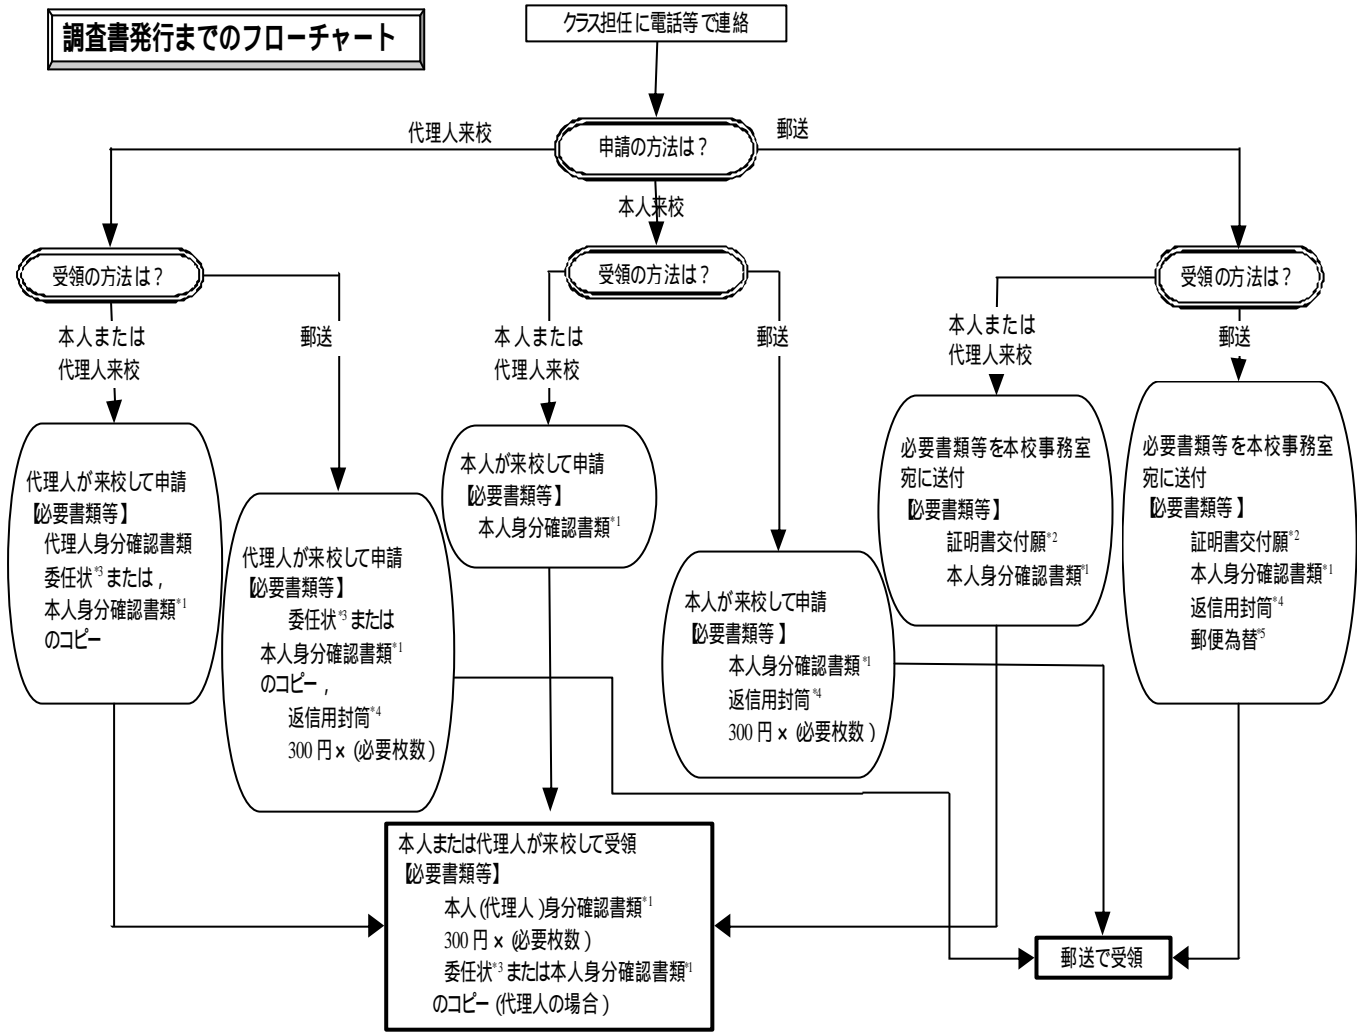 調査書発行までのフローチャート
クラス担任に電話等で連絡
申請の方法は？
代理人来校
郵送
本人来校
受領の方法は？
受領の方法は？
受領の方法は？
本人または
代理人来校
郵送
本人または
代理人来校
郵送
本人または
代理人来校
郵送
代理人が来校して申請
【必要書類等】
代理人身分確認書類
委任状*3または，
本人身分確認書類*1
のコピー
代理人が来校して申請
【必要書類等】
委任状*3または
本人身分確認書類*1
のコピー，
返信用封筒*4
300円×（必要枚数）
本人が来校して申請
【必要書類等】
本人身分確認書類*1
本人が来校して申請
【必要書類等】
本人身分確認書類*1
返信用封筒*4
300円×（必要枚数）
必要書類等を本校事務室
宛に送付
【必要書類等】
証明書交付願*2
本人身分確認書類*1
必要書類等を本校事務室
宛に送付
【必要書類等】
証明書交付願*2
本人身分確認書類*1
返信用封筒*4
郵便為替*5
本人または代理人が来校して受領
【必要書類等】
本人（代理人）身分確認書類*1
300円×（必要枚数）
委任状*3または本人身分確認書類*1
のコピー（代理人の場合）
郵送で受領